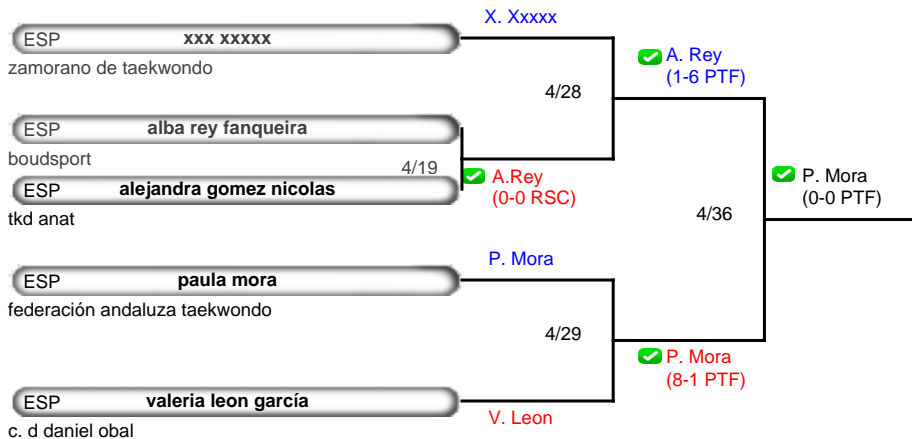 X. Xxxxx
ESP xxx xxxxx
zamorano de taekwondo
A. Rey
(1-6 PTF)
4/28
ESP alba rey fanqueira
boudsport
4/19
A.Rey
(0-0 RSC)
ESP alejandra gomez nicolas
tkd anat
P. Mora
(0-0 PTF)
4/36
P. Mora
ESP paula mora
federación andaluza taekwondo
4/29
P. Mora
(8-1 PTF)
ESP valeria leon garcía
V. Leon
c. d daniel obal